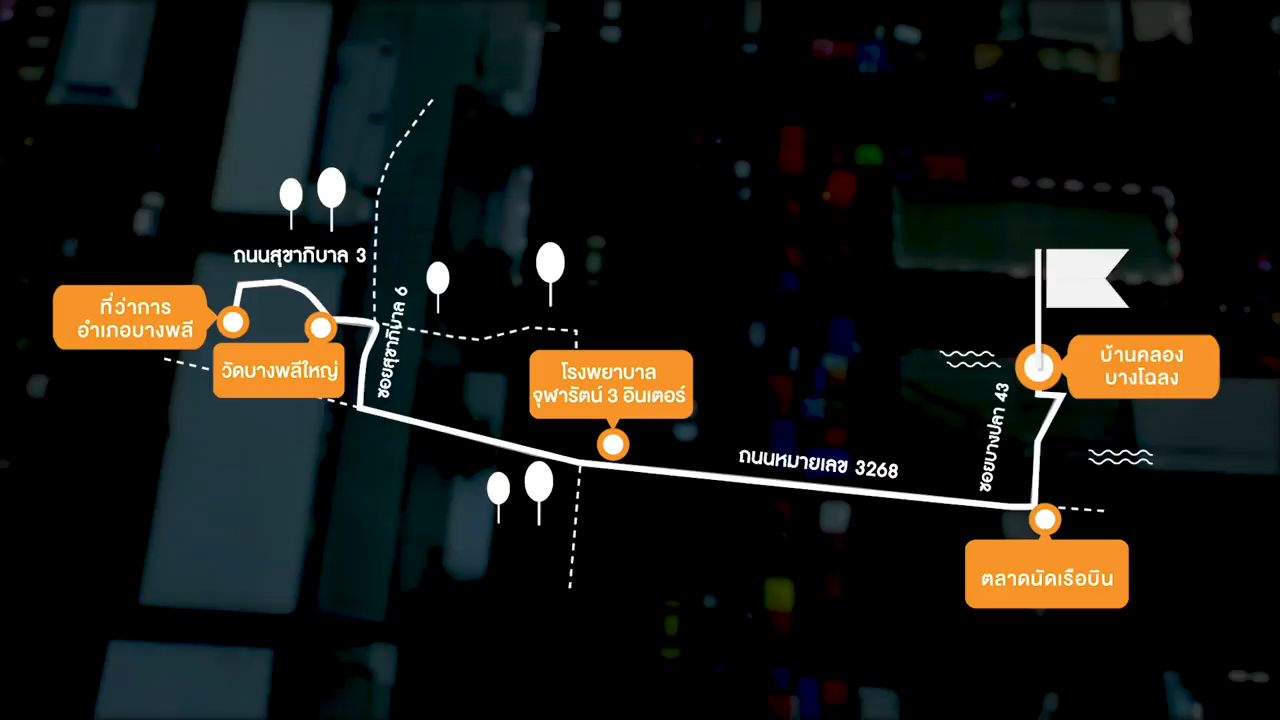 ถนนสุขาภิบาล 3
ที่ว่าการ
อำเภอบางพลี
วัดบางพลีใหญ่
ซอยสุขาภิบาล 6
โรงพยาบาล
จุฬารัตน์ 3 อินเตอร์
ถนนหมายเลข 3268
ซอยบางปลา 43
บ้านคลอง
บางโฉลง
ตลาดนัดเรือบิน